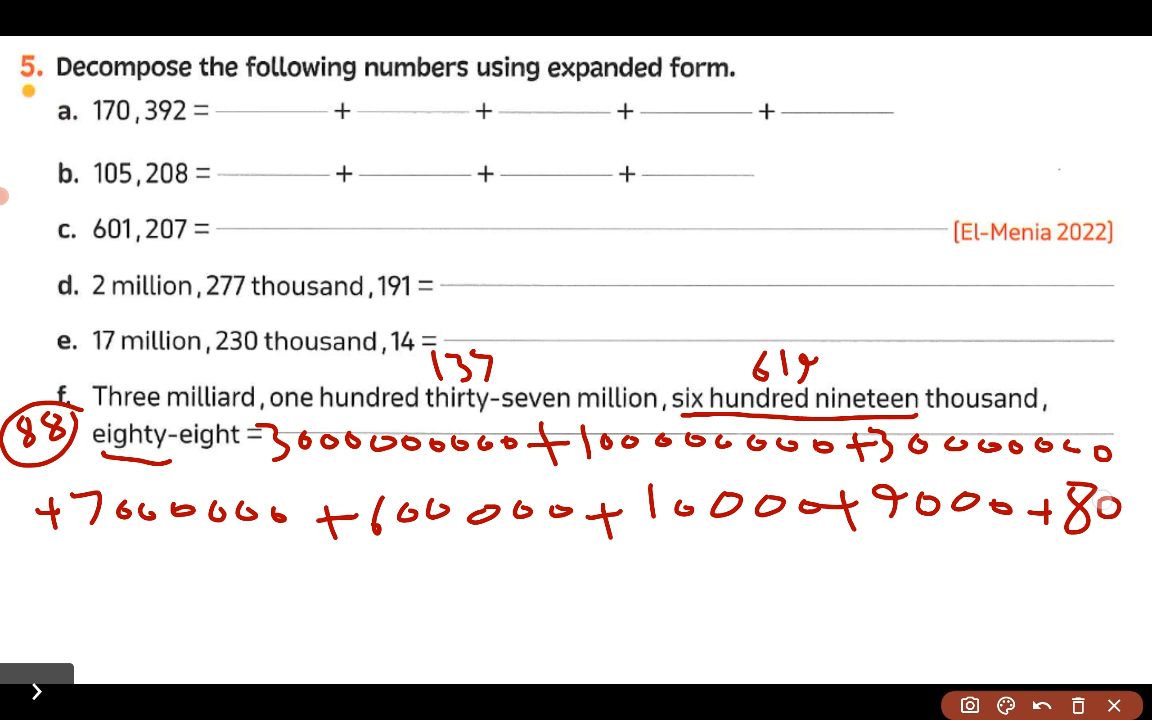 5. Decompose the following numbers using expanded form.
a. 170,392 = + + + +
b. 105,208 = + + +
c. 601,207 = [El-Menia 2022]
d. 2 million, 277 thousand, 191 =
e. 17 million, 230 thousand, 14 =
137 619
f. Three milliard, one hundred thirty-seven million, six hundred nineteen thousand,
88 eighty-eight = 3000000000 + 100000000 + 30000000
+ 7000000 + 600000 + 10000 + 9000 + 80